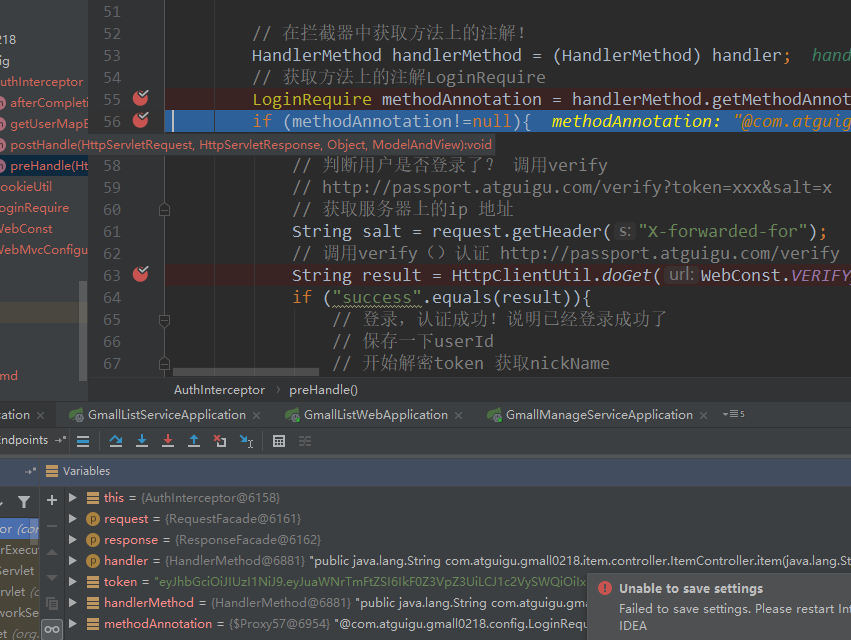 51
52 // 在拦截器中获取方法上的注解!
53 HandlerMethod handlerMethod = (HandlerMethod) handler; hand
54 // 获取方法上的注解LoginRequire
55 LoginRequire methodAnnotation = handlerMethod.getMethodAnnot
56 if (methodAnnotation!=null){ methodAnnotation: "@com.atguig
218
ig
uthInterceptor
afterCompleti
getUserMapB
postHandle(HttpServletRequest, HttpServletResponse, Object, ModelAndView):void
preHandle(Ht
ookieUtil
oginRequire
WebConst
WebMvcConfigu
md
58 // 判断用户是否登录了? 调用verify
59 // http://passport.atguigu.com/verify?token=xxx&salt=x
60 // 获取服务器上的ip 地址
61 String salt = request.getHeader( s: "X-forwarded-for");
62 // 调用verify（）认证 http://passport.atguigu.com/verify
63 String result = HttpClientUtil.doGet( url: WebConst.VERIFY
64 if ("success".equals(result)){
65 // 登录，认证成功! 说明已经登录成功了
66 // 保存一下userId
67 // 开始解密token 获取nickName
AuthInterceptor › preHandle()
cation × GmallListServiceApplication × GmallListWebApplication × GmallManageServiceApplication × 5
Endpoints
Variables
this = {AuthInterceptor@6158}
request = {RequestFacade@6161}
response = {ResponseFacade@6162}
handler = {HandlerMethod@6881} "public java.lang.String com.atguigu.gmall0218.item.controller.ItemController.item(java.lang.St
handlerMethod = {HandlerMethod@6881} "public java.lang.String com.atguigu.gma
methodAnnotation = {$Proxy57@6954} "@com.atguigu.gmall0218.config.LoginRequ
or (con
rExecu
Servlet
rvlet (
workSe
et (org.
Unable to save settings
Failed to save settings. Please restart Int
IDEA